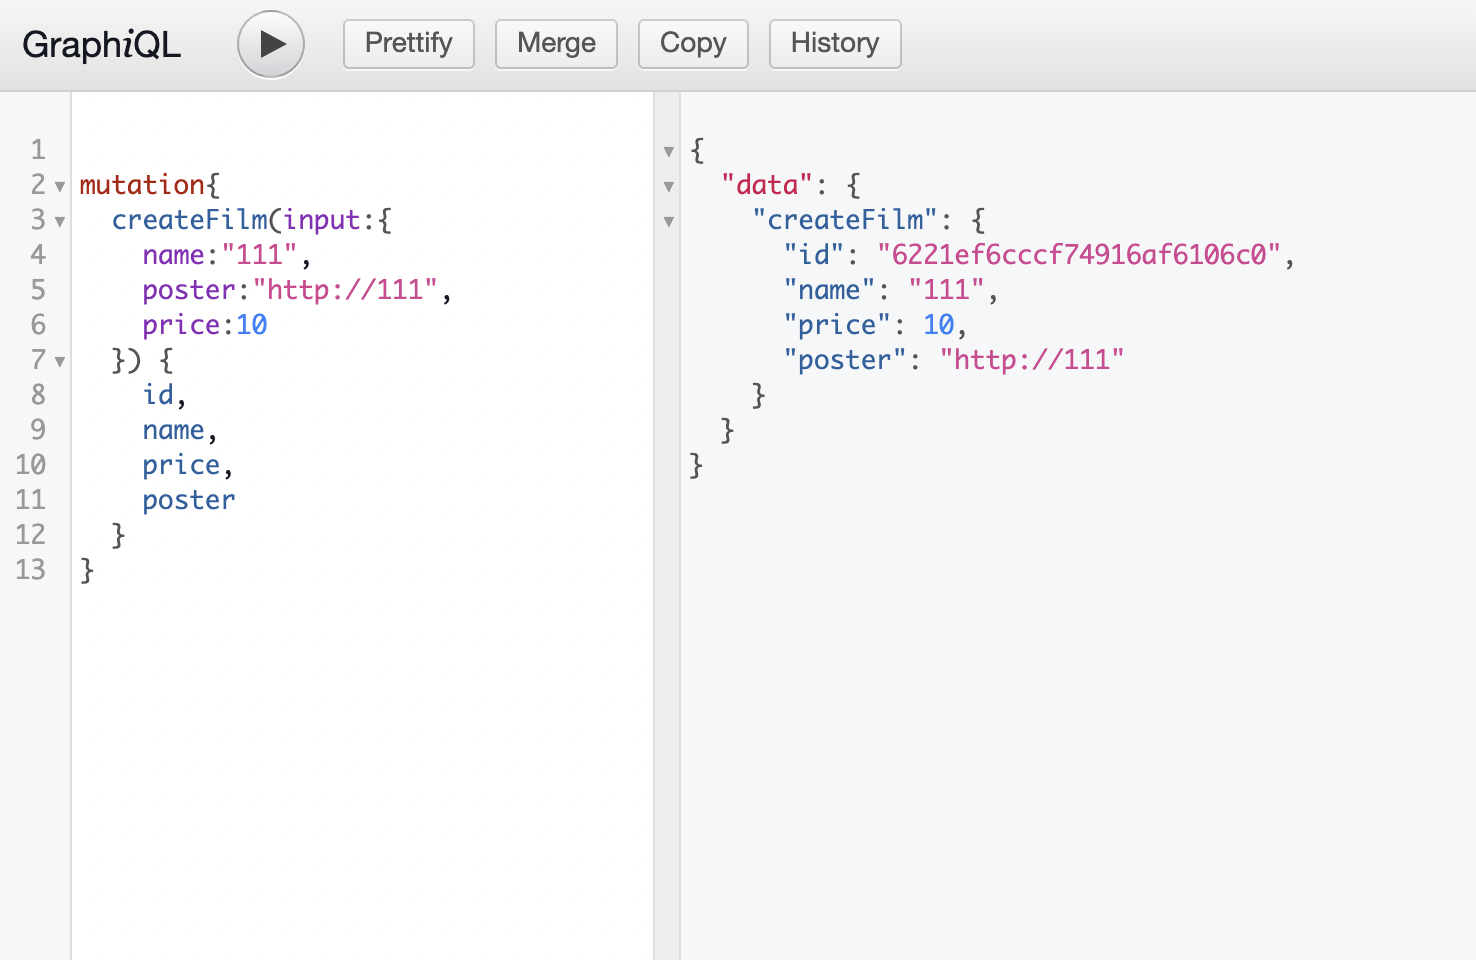 GraphiQL Prettify Merge Copy History
1
2 mutation{
3 createFilm(input:{
4 name:"111",
5 poster:"http://111",
6 price:10
7 }) {
8 id,
9 name,
10 price,
11 poster
12 }
13 }
{
"data": {
"createFilm": {
"id": "6221ef6cccf74916af6106c0",
"name": "111",
"price": 10,
"poster": "http://111"
}
}
}